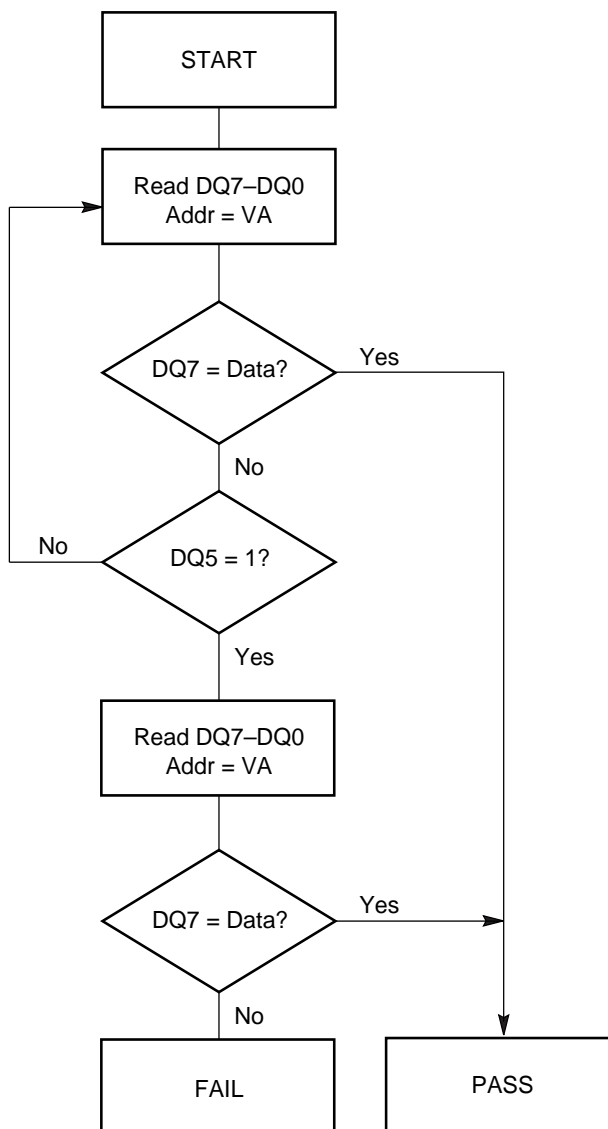 START
Read DQ7–DQ0
Addr = VA
DQ7 = Data?
Yes
No
No
DQ5 = 1?
Yes
Read DQ7–DQ0
Addr = VA
DQ7 = Data?
Yes
No
FAIL
PASS